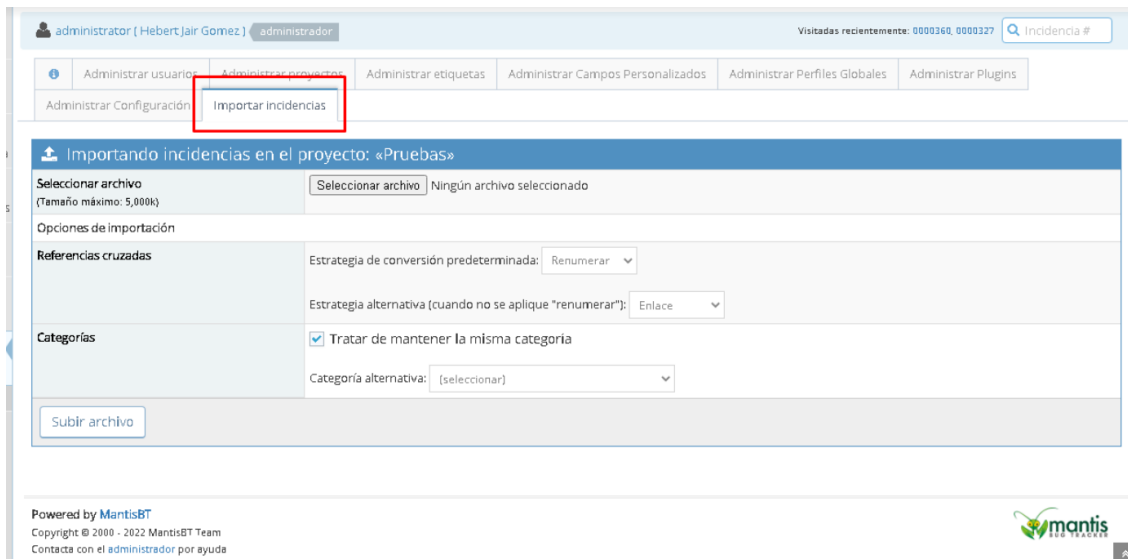 administrator ( Hebert Jair Gomez ) administrador
Visitadas recientemente: 0000360, 0000327
Incidencia #
Administrar usuarios Administrar proyectos Administrar etiquetas Administrar Campos Personalizados Administrar Perfiles Globales Administrar Plugins
Administrar Configuración Importar incidencias
Importando incidencias en el proyecto: «Pruebas»
Seleccionar archivo
(Tamaño máximo: 5,000k)
Seleccionar archivo Ningún archivo seleccionado
Opciones de importación
Referencias cruzadas
Estrategia de conversión predeterminada: Renumerar
Estrategia alternativa (cuando no se aplique "renumerar"): Enlace
Categorías
Tratar de mantener la misma categoría
Categoría alternativa: (seleccionar)
Subir archivo
Powered by MantisBT
Copyright © 2000 - 2022 MantisBT Team
Contacta con el administrador por ayuda
mantis
BUG TRACKER